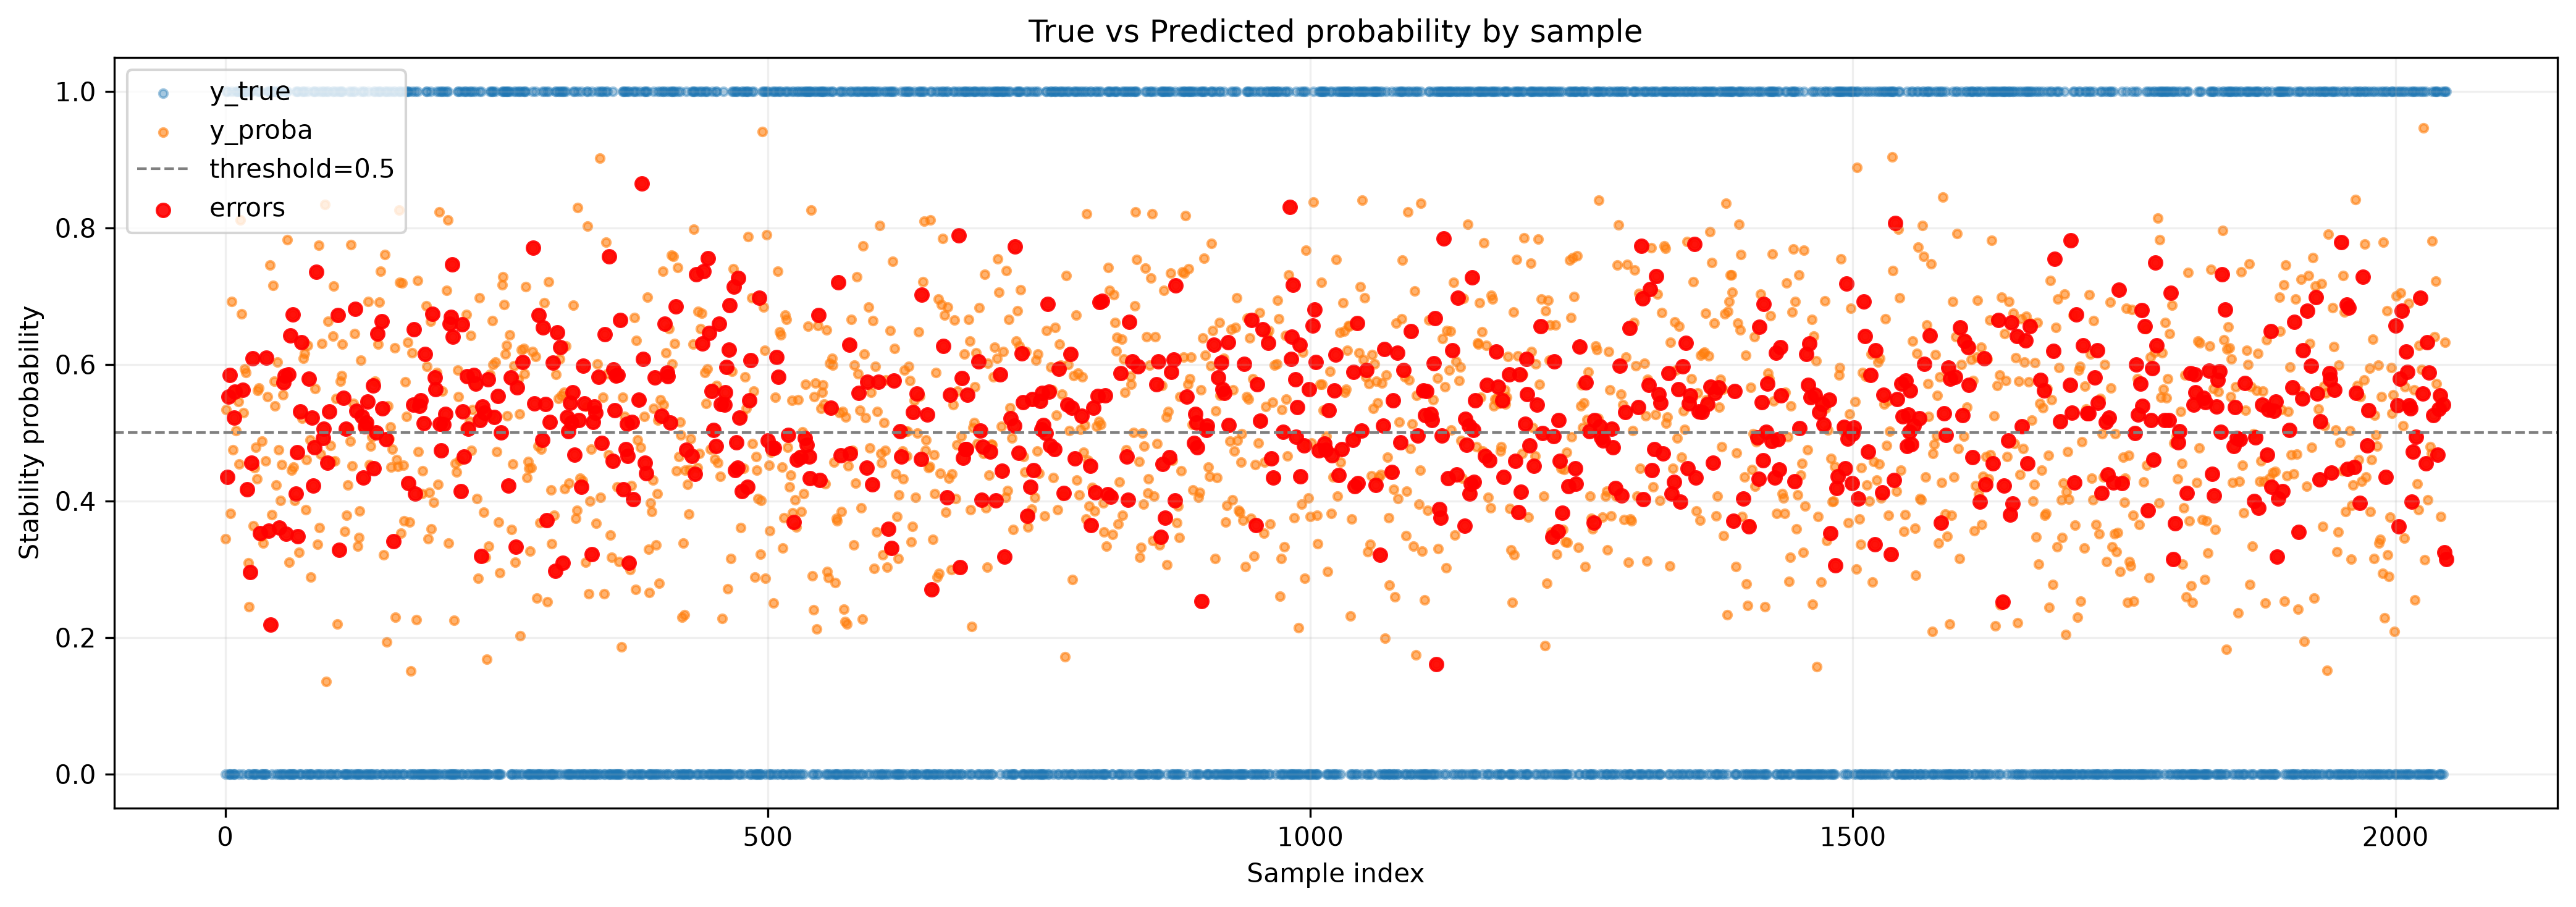 True vs Predicted probability by sample
1.0
0.8
0.6
0.4
0.2
0.0
Stability probability
y_true
y_proba
threshold=0.5
errors
0 500 1000 1500 2000
Sample index